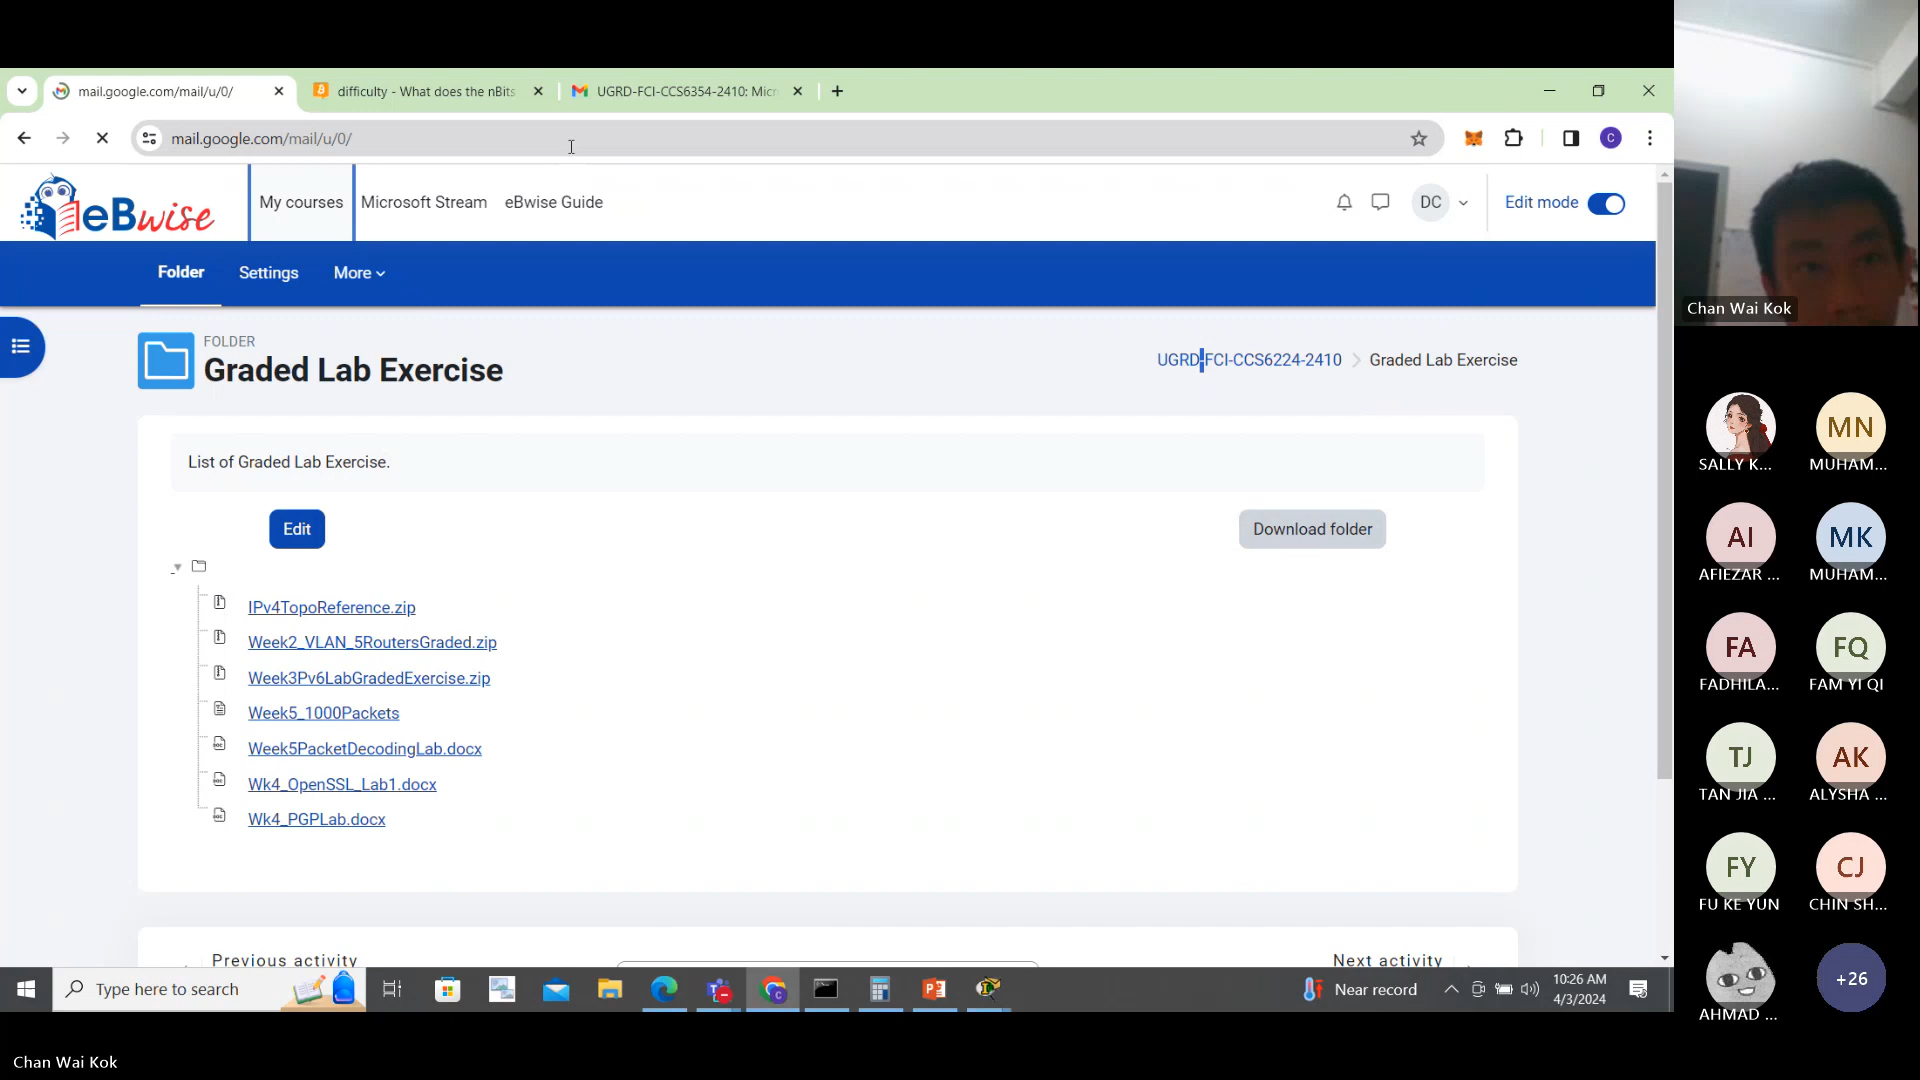 mail.google.com/mail/u/0/
difficulty - What does the nBits
UGRD-FCI-CCS6354-2410: Micr
mail.google.com/mail/u/0/
C
eBwise
My courses
Microsoft Stream
eBwise Guide
DC
Edit mode
Folder
Settings
More
FOLDER
Graded Lab Exercise
UGRD-FCI-CCS6224-2410
Graded Lab Exercise
List of Graded Lab Exercise.
Edit
Download folder
IPv4TopoReference.zip
Week2_VLAN_5RoutersGraded.zip
Week3Pv6LabGradedExercise.zip
Week5_1000Packets
Week5PacketDecodingLab.docx
Wk4_OpenSSL_Lab1.docx
Wk4_PGPLab.docx
Previous activity
Next activity
Type here to search
Near record
10:26 AM
4/3/2024
Chan Wai Kok
Chan Wai Kok
SALLY K...
MN
MUHAM...
AI
AFIEZAR ...
MK
MUHAM...
FA
FADHILA...
FQ
FAM YI QI
TJ
TAN JIA ...
AK
ALYSHA ...
FY
FU KE YUN
CJ
CHIN SH...
AHMAD ...
+26